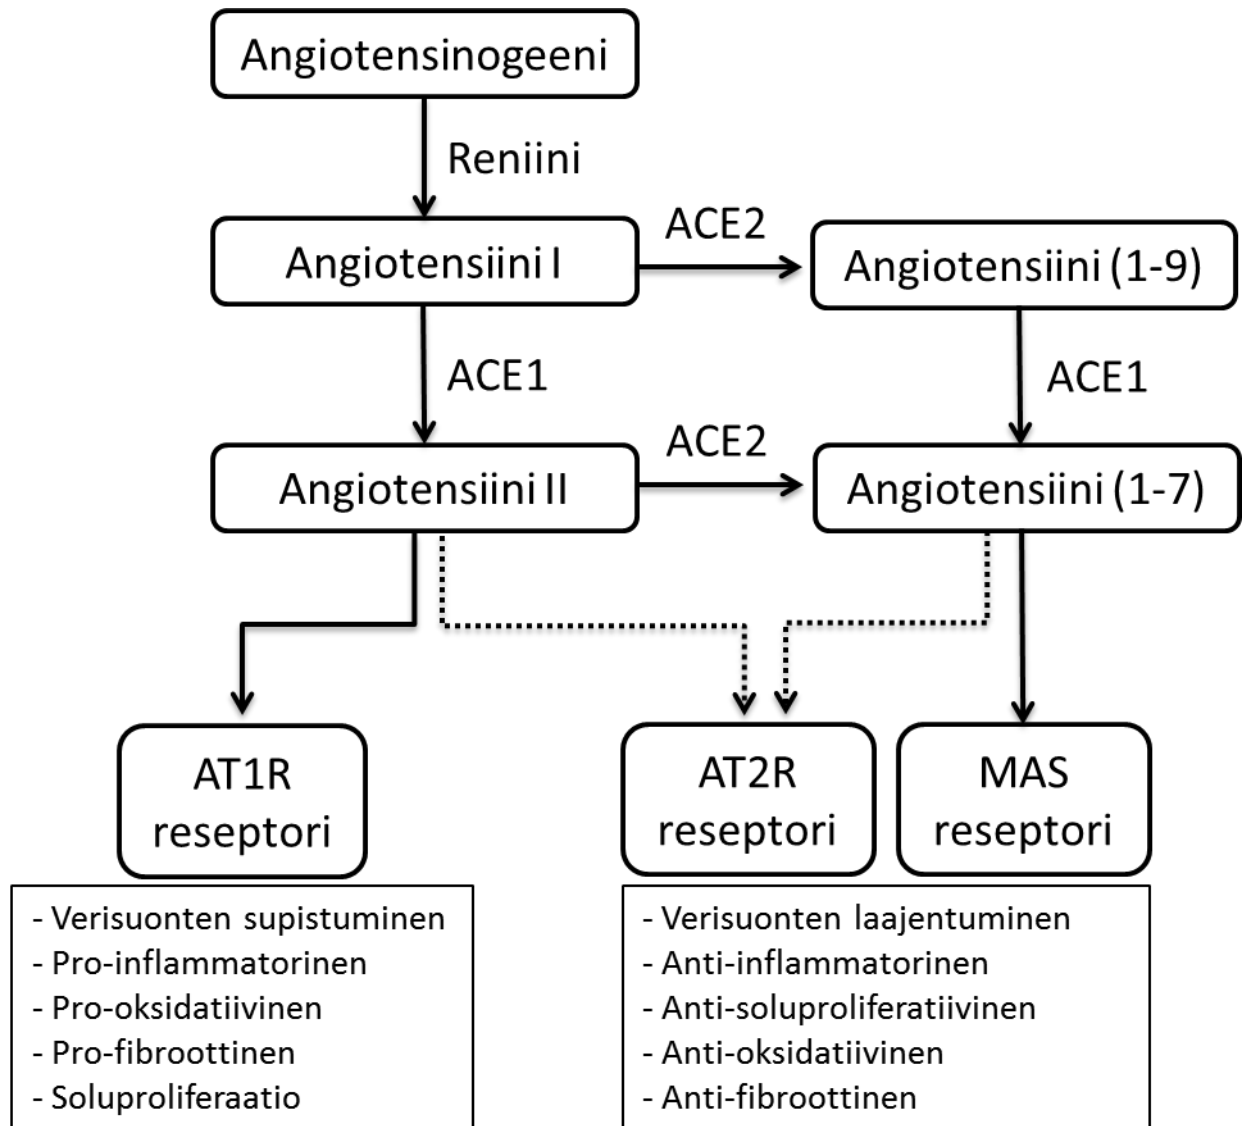 Angiotensinogeeni
Reniini
Angiotensiini I
ACE2
Angiotensiini (1-9)
ACE1
ACE1
Angiotensiini II
ACE2
Angiotensiini (1-7)
AT1R
reseptori
AT2R
reseptori
MAS
reseptori
- Verisuonten supistuminen
- Pro-inflammatorinen
- Pro-oksidatiivinen
- Pro-fibroottinen
- Soluproliferaatio
- Verisuonten laajentuminen
- Anti-inflammatorinen
- Anti-soluproliferatiivinen
- Anti-oksidatiivinen
- Anti-fibroottinen